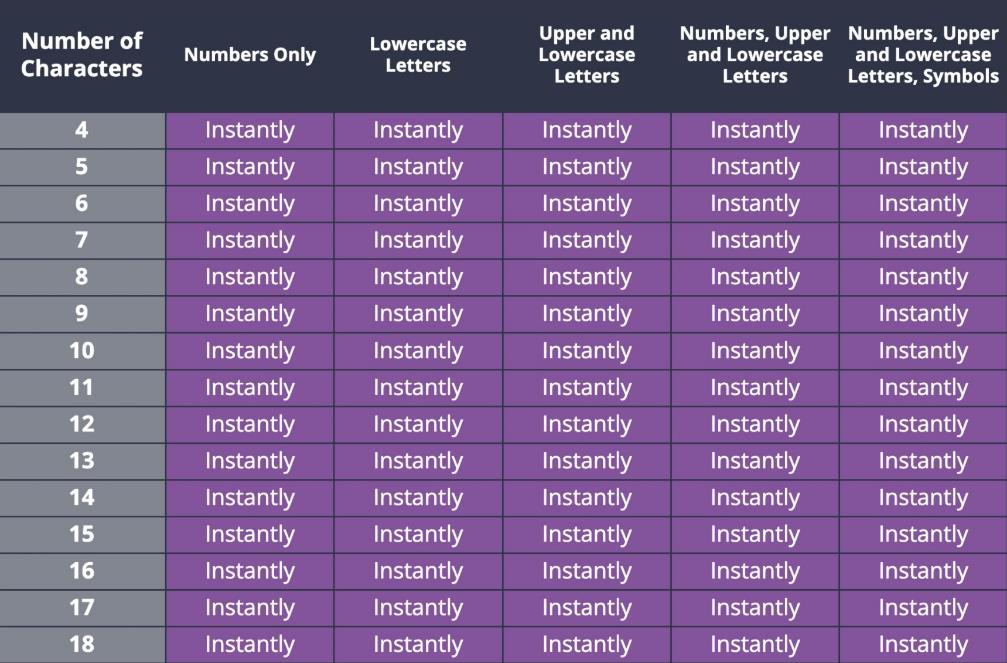 Number of Characters Numbers Only Lowercase Letters Upper and Lowercase Letters Numbers, Upper and Lowercase Letters Numbers, Upper and Lowercase Letters, Symbols
4 Instantly Instantly Instantly Instantly Instantly
5 Instantly Instantly Instantly Instantly Instantly
6 Instantly Instantly Instantly Instantly Instantly
7 Instantly Instantly Instantly Instantly Instantly
8 Instantly Instantly Instantly Instantly Instantly
9 Instantly Instantly Instantly Instantly Instantly
10 Instantly Instantly Instantly Instantly Instantly
11 Instantly Instantly Instantly Instantly Instantly
12 Instantly Instantly Instantly Instantly Instantly
13 Instantly Instantly Instantly Instantly Instantly
14 Instantly Instantly Instantly Instantly Instantly
15 Instantly Instantly Instantly Instantly Instantly
16 Instantly Instantly Instantly Instantly Instantly
17 Instantly Instantly Instantly Instantly Instantly
18 Instantly Instantly Instantly Instantly Instantly